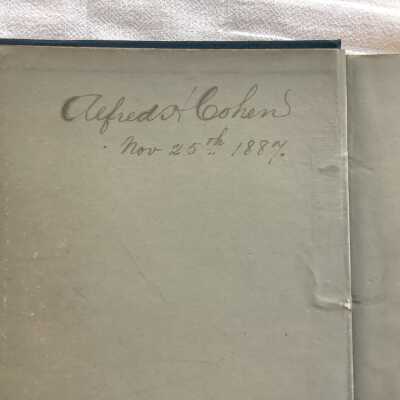 Alfred H Cohen
Nov 25th 1887.